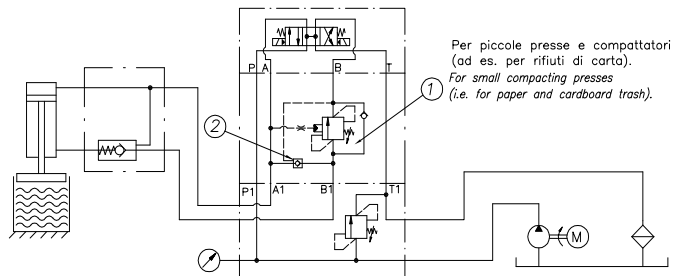 Per piccole presse e compattatori
(ad es. per rifiuti di carta).
For small compacting presses
(i.e. for paper and cardboard trash).
P A B T
1
2
P1 A1 B1 T1
M